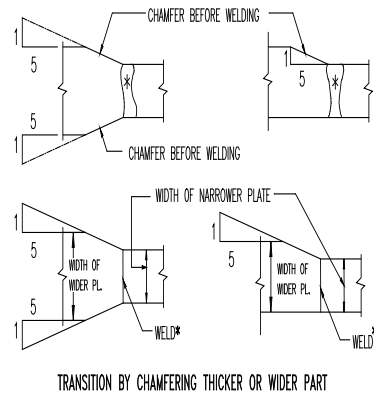 CHAMFER BEFORE WELDING
1
5
*
1
5
*
5
1
CHAMFER BEFORE WELDING
WIDTH OF NARROWER PLATE
1
5
1
5
WIDTH OF
WIDER PL.
WIDTH OF
WIDER PL.
5
1
WELD*
WELD*
TRANSITION BY CHAMFERING THICKER OR WIDER PART